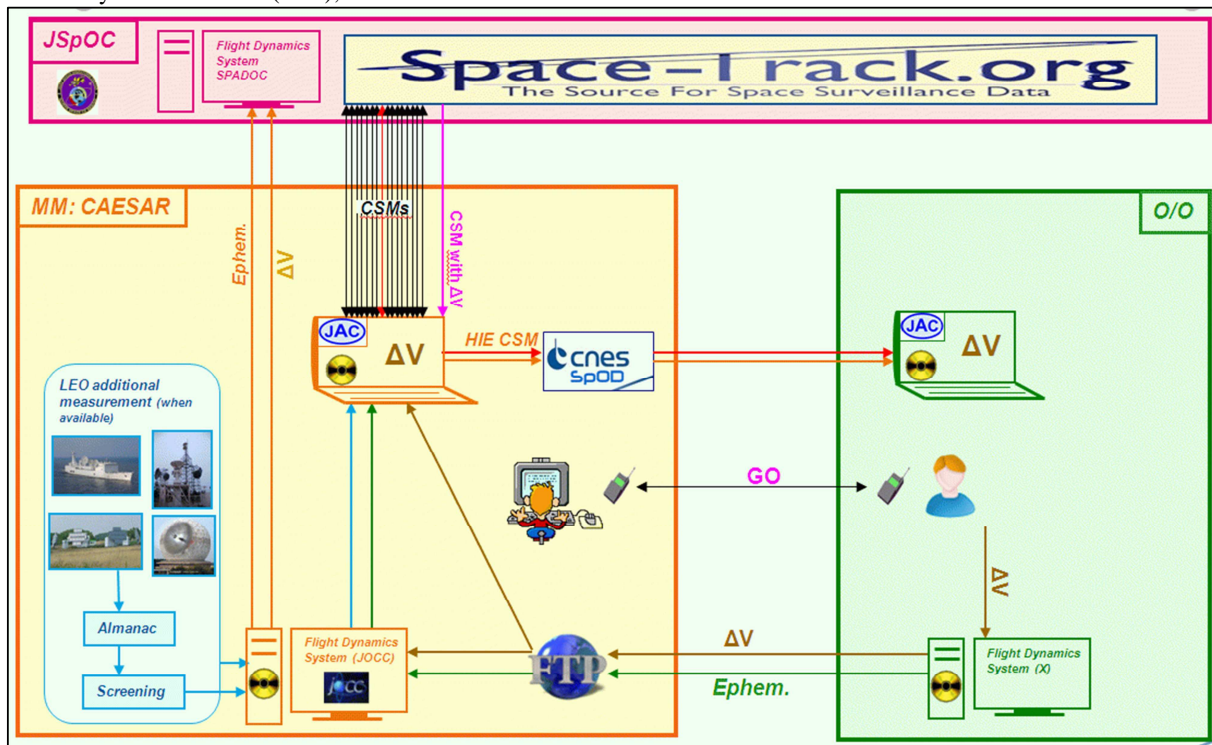 JSpOC
Flight Dynamics
System
SPADOC
Space-Track.org
The Source For Space Surveillance Data
MM: CAESAR
O/O
Ephem.
ΔV
CSMs
CSM with ΔV
JAC
ΔV
HIE CSM
cnes
SpOD
JAC
ΔV
LEO additional
measurement (when
available)
GO
ΔV
Almanac
Screening
Flight Dynamics
System (JOCC)
JOCC
FTP
ΔV
Ephem.
Flight Dynamics
System (X)